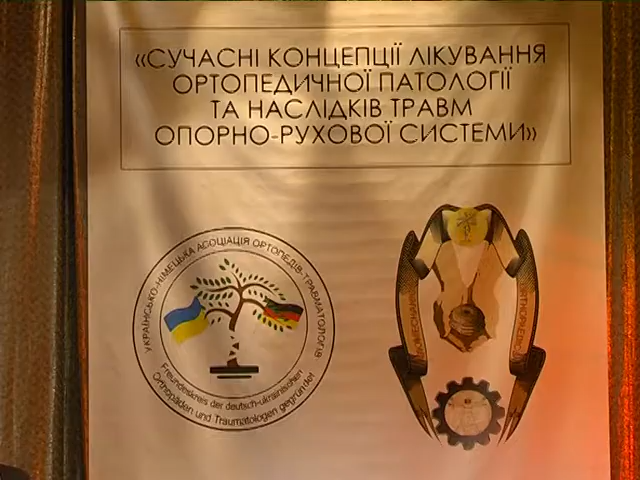 «СУЧАСНІ КОНЦЕПЦІЇ ЛІКУВАННЯ
ОРТОПЕДИЧНОЇ ПАТОЛОГІЇ
ТА НАСЛІДКІВ ТРАВМ
ОПОРНО-РУХОВОЇ СИСТЕМИ»
УКРАЇНСЬКО-НІМЕЦЬКА АСОЦІАЦІЯ ОРТОПЕДІВ-ТРАВМАТОЛОГІВ
Freundeskreis der deutsch-ukrainischen
Orthopäden und Traumatologen gegründet